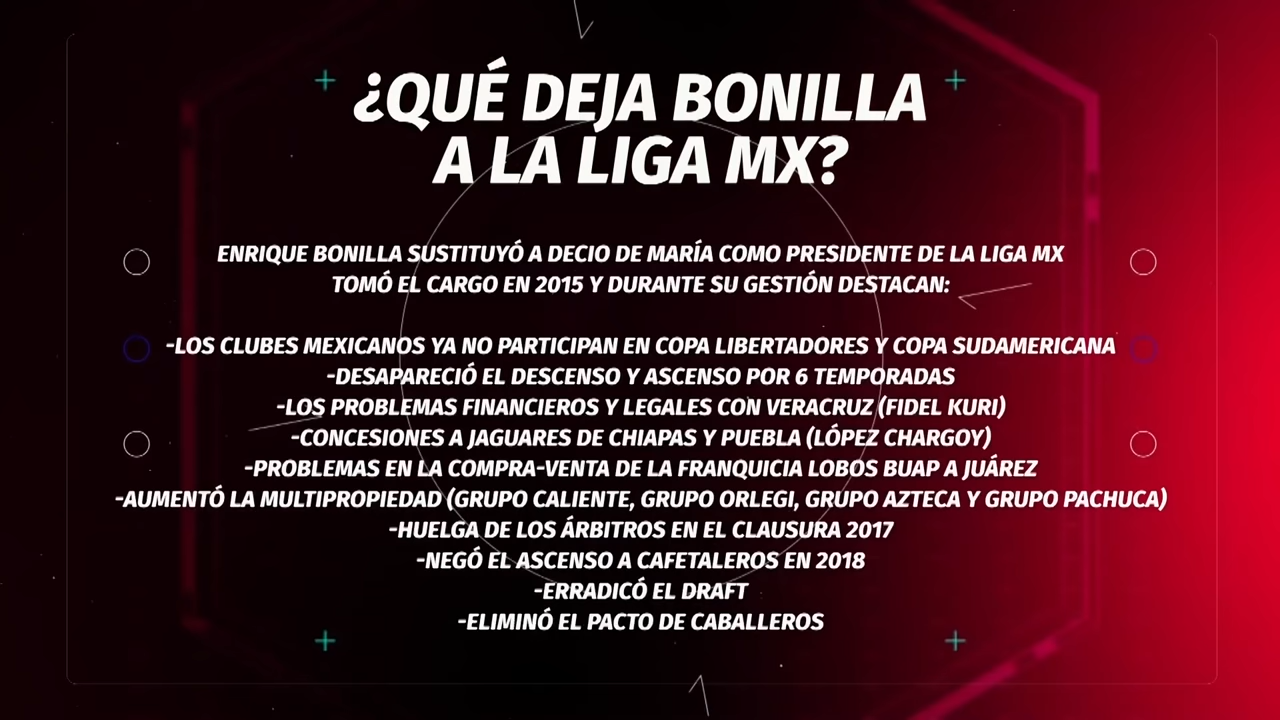 ¿QUÉ DEJA BONILLA
A LA LIGA MX?
ENRIQUE BONILLA SUSTITUYÓ A DECIO DE MARÍA COMO PRESIDENTE DE LA LIGA MX
TOMÓ EL CARGO EN 2015 Y DURANTE SU GESTIÓN DESTACAN:
-LOS CLUBES MEXICANOS YA NO PARTICIPAN EN COPA LIBERTADORES Y COPA SUDAMERICANA
-DESAPARECIÓ EL DESCENSO Y ASCENSO POR 6 TEMPORADAS
-LOS PROBLEMAS FINANCIEROS Y LEGALES CON VERACRUZ (FIDEL KURI)
-CONCESIONES A JAGUARES DE CHIAPAS Y PUEBLA (LÓPEZ CHARGOY)
-PROBLEMAS EN LA COMPRA-VENTA DE LA FRANQUICIA LOBOS BUAP A JUÁREZ
-AUMENTÓ LA MULTIPROPIEDAD (GRUPO CALIENTE, GRUPO ORLEGI, GRUPO AZTECA Y GRUPO PACHUCA)
-HUELGA DE LOS ÁRBITROS EN EL CLAUSURA 2017
-NEGÓ EL ASCENSO A CAFETALEROS EN 2018
-ERRADICÓ EL DRAFT
-ELIMINÓ EL PACTO DE CABALLEROS